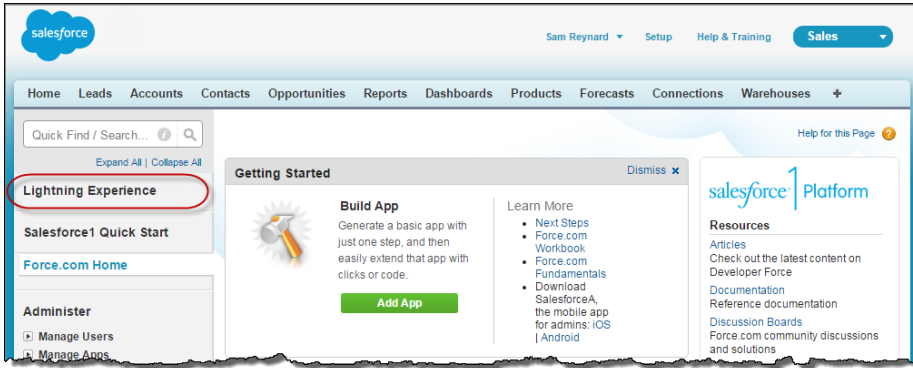 salesforce
Sam Reynard
Setup
Help & Training
Sales
Home Leads Accounts Contacts Opportunities Reports Dashboards Products Forecasts Connections Warehouses +
Quick Find / Search...
Expand All | Collapse All
Lightning Experience
Salesforce1 Quick Start
Force.com Home
Administer
Manage Users
Manage Apps
Help for this Page ?
Getting Started
Dismiss x
Build App
Generate a basic app with
just one step, and then
easily extend that app with
clicks or code.
Add App
Learn More
Next Steps
Force.com
Workbook
Force.com
Fundamentals
Download
SalesforceA,
the mobile app
for admins: iOS
| Android
salesforce1 Platform
Resources
Articles
Check out the latest content on
Developer Force
Documentation
Reference documentation
Discussion Boards
Force.com community discussions
and solutions